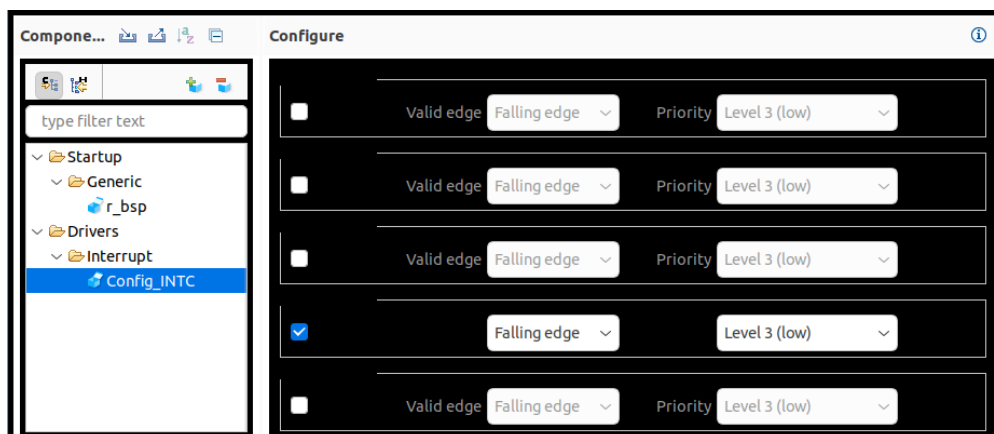 Compone...
Configure
type filter text
Startup
Generic
r_bsp
Drivers
Interrupt
Config_INTC
Valid edge Falling edge Priority Level 3 (low)
Valid edge Falling edge Priority Level 3 (low)
Valid edge Falling edge Priority Level 3 (low)
Falling edge Level 3 (low)
Valid edge Falling edge Priority Level 3 (low)